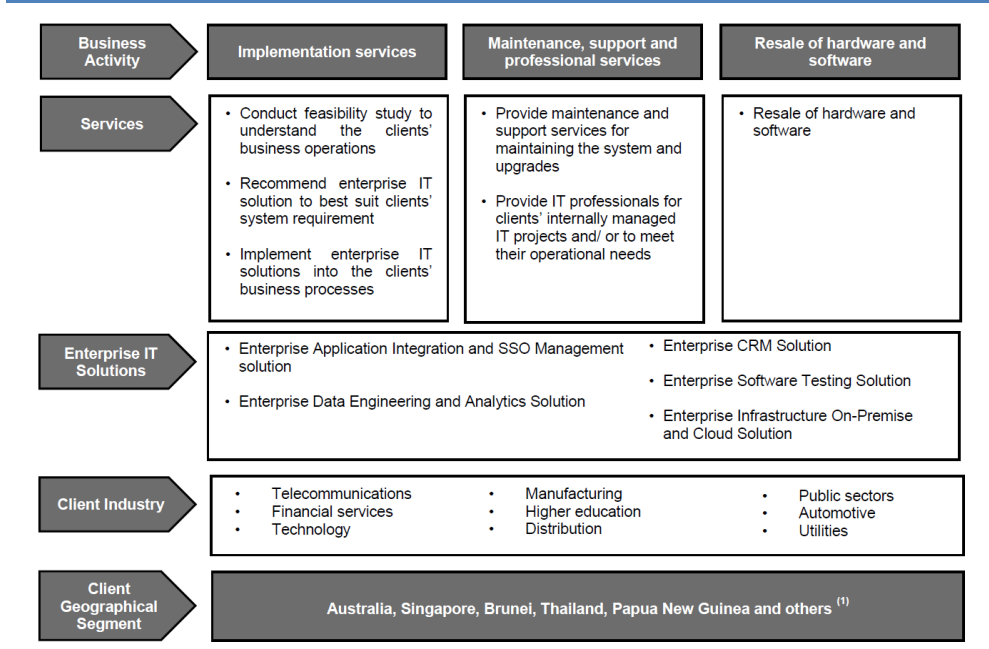 Business
Activity
Implementation services
Maintenance, support and
professional services
Resale of hardware and
software
Services
• Conduct feasibility study to
understand the clients'
business operations
• Recommend enterprise IT
solution to best suit clients'
system requirement
• Implement enterprise IT
solutions into the clients'
business processes
• Provide maintenance and
support services for
maintaining the system and
upgrades
• Provide IT professionals for
clients' internally managed
IT projects and/ or to meet
their operational needs
• Resale of hardware and
software
Enterprise IT
Solutions
• Enterprise Application Integration and SSO Management
solution
• Enterprise Data Engineering and Analytics Solution
• Enterprise CRM Solution
• Enterprise Software Testing Solution
• Enterprise Infrastructure On-Premise
and Cloud Solution
Client Industry
• Telecommunications
• Financial services
• Technology
• Manufacturing
• Higher education
• Distribution
• Public sectors
• Automotive
• Utilities
Client
Geographical
Segment
Australia, Singapore, Brunei, Thailand, Papua New Guinea and others (1)